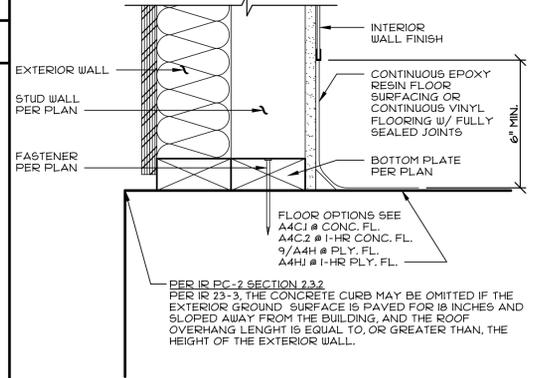 INTERIOR
WALL FINISH
EXTERIOR WALL
CONTINUOUS EPOXY
RESIN FLOOR
SURFACING OR
CONTINUOUS VINYL
FLOORING W/ FULLY
SEALED JOINTS
6" MIN.
STUD WALL
PER PLAN
FASTENER
PER PLAN
BOTTOM PLATE
PER PLAN
FLOOR OPTIONS SEE
A4C.1 @ CONC. FL.
A4C.2 @ 1-HR CONC. FL.
9/A4H @ PLY. FL.
A4H.1 @ 1-HR PLY. FL.
PER IR PC-2 SECTION 2.3.2
PER IR 23-3, THE CONCRETE CURB MAY BE OMITTED IF THE
EXTERIOR GROUND SURFACE IS PAVED FOR 18 INCHES AND
SLOPED AWAY FROM THE BUILDING, AND THE ROOF
OVERHANG LENGHT IS EQUAL TO, OR GREATER THAN, THE
HEIGHT OF THE EXTERIOR WALL.